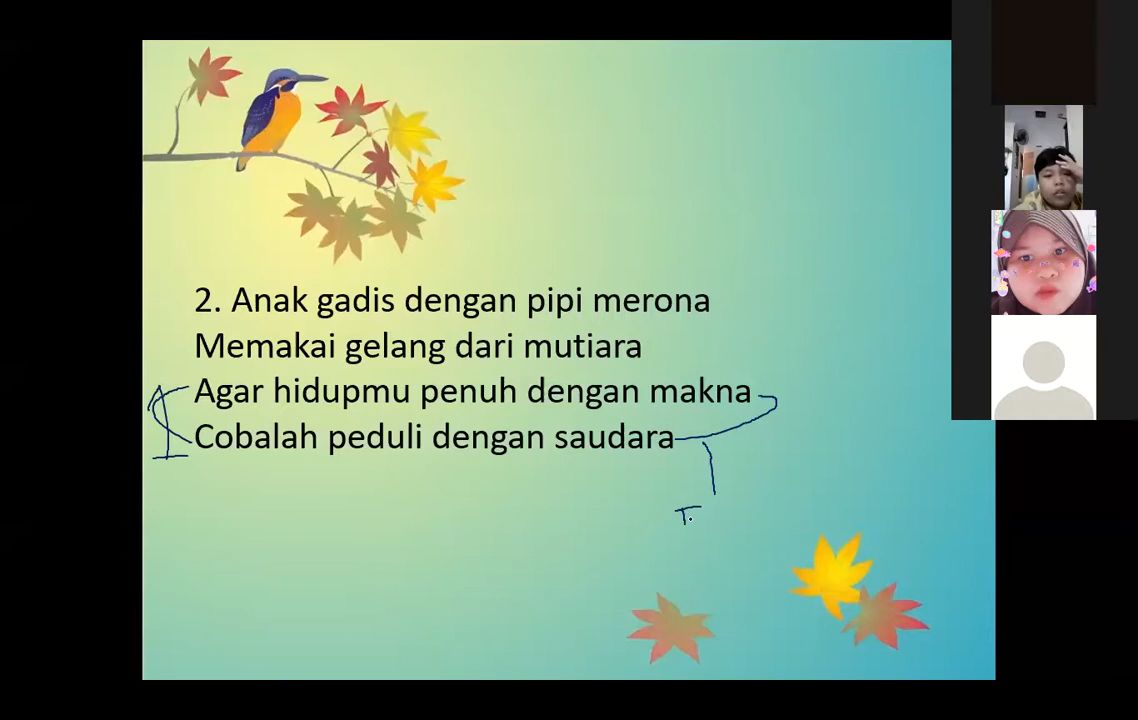 2. Anak gadis dengan pipi merona
Memakai gelang dari mutiara
Agar hidupmu penuh dengan makna
Cobalah peduli dengan saudara